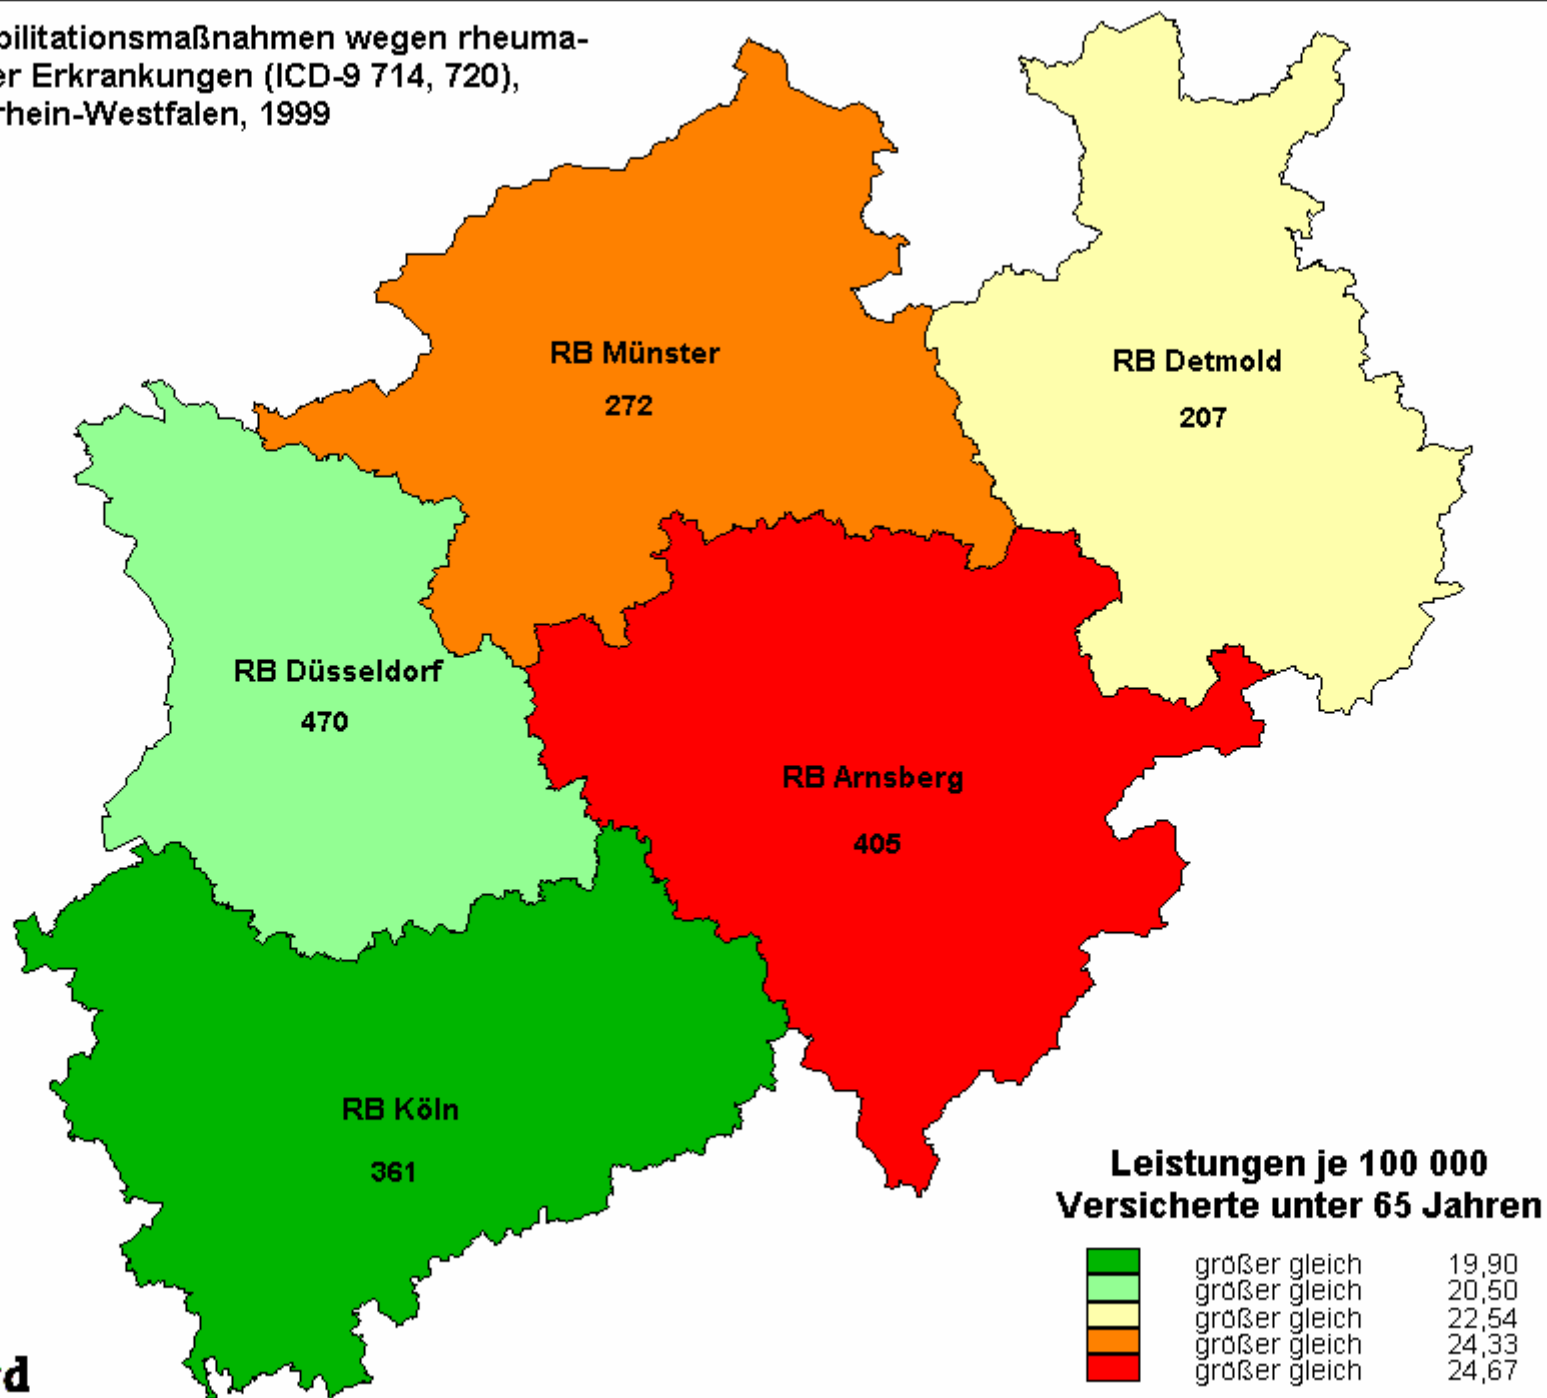 bilitationsmaßnahmen wegen rheuma-
er Erkrankungen (ICD-9 714, 720),
rhein-Westfalen, 1999
RB Münster
272
RB Detmold
207
RB Düsseldorf
470
RB Arnsberg
405
RB Köln
361
Leistungen je 100 000
Versicherte unter 65 Jahren
größer gleich 19,90
größer gleich 20,50
größer gleich 22,54
größer gleich 24,33
größer gleich 24,67